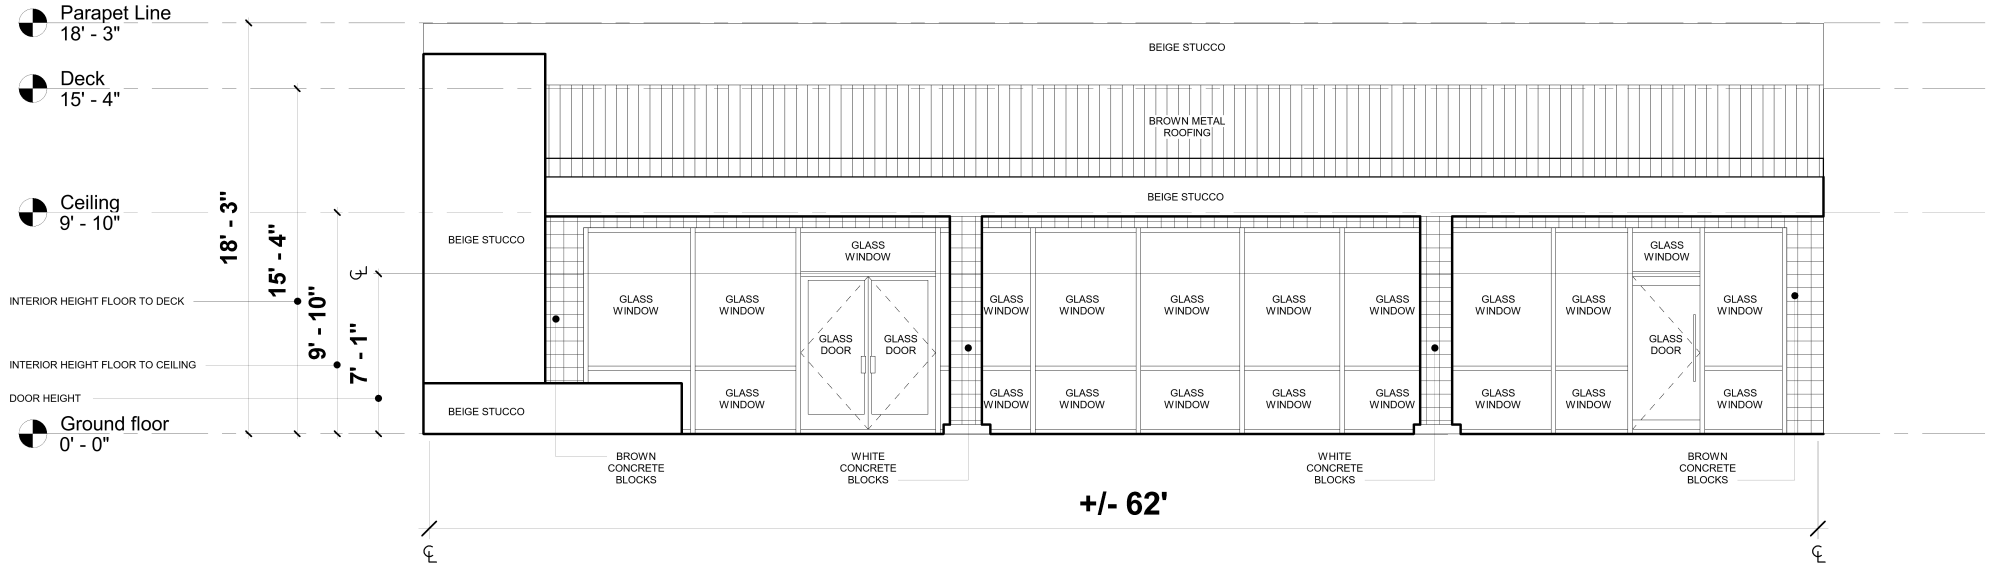 Parapet Line
18' - 3"
Deck
15' - 4"
Ceiling
9' - 10"
Ground floor
0' - 0"
INTERIOR HEIGHT FLOOR TO DECK
INTERIOR HEIGHT FLOOR TO CEILING
DOOR HEIGHT
18' - 3"
15' - 4"
9' - 10"
7' - 1"
CL
BEIGE STUCCO
BROWN METAL
ROOFING
BEIGE STUCCO
BEIGE STUCCO
BEIGE STUCCO
GLASS
WINDOW
GLASS
WINDOW
GLASS
WINDOW
GLASS
DOOR
GLASS
DOOR
GLASS
WINDOW
GLASS
WINDOW
GLASS
WINDOW
GLASS
WINDOW
GLASS
WINDOW
GLASS
WINDOW
GLASS
WINDOW
GLASS
WINDOW
GLASS
WINDOW
GLASS
WINDOW
GLASS
WINDOW
GLASS
WINDOW
GLASS
WINDOW
GLASS
WINDOW
GLASS
WINDOW
GLASS
DOOR
GLASS
WINDOW
GLASS
WINDOW
GLASS
WINDOW
GLASS
WINDOW
BROWN
CONCRETE
BLOCKS
WHITE
CONCRETE
BLOCKS
WHITE
CONCRETE
BLOCKS
BROWN
CONCRETE
BLOCKS
+/- 62'
CL
CL